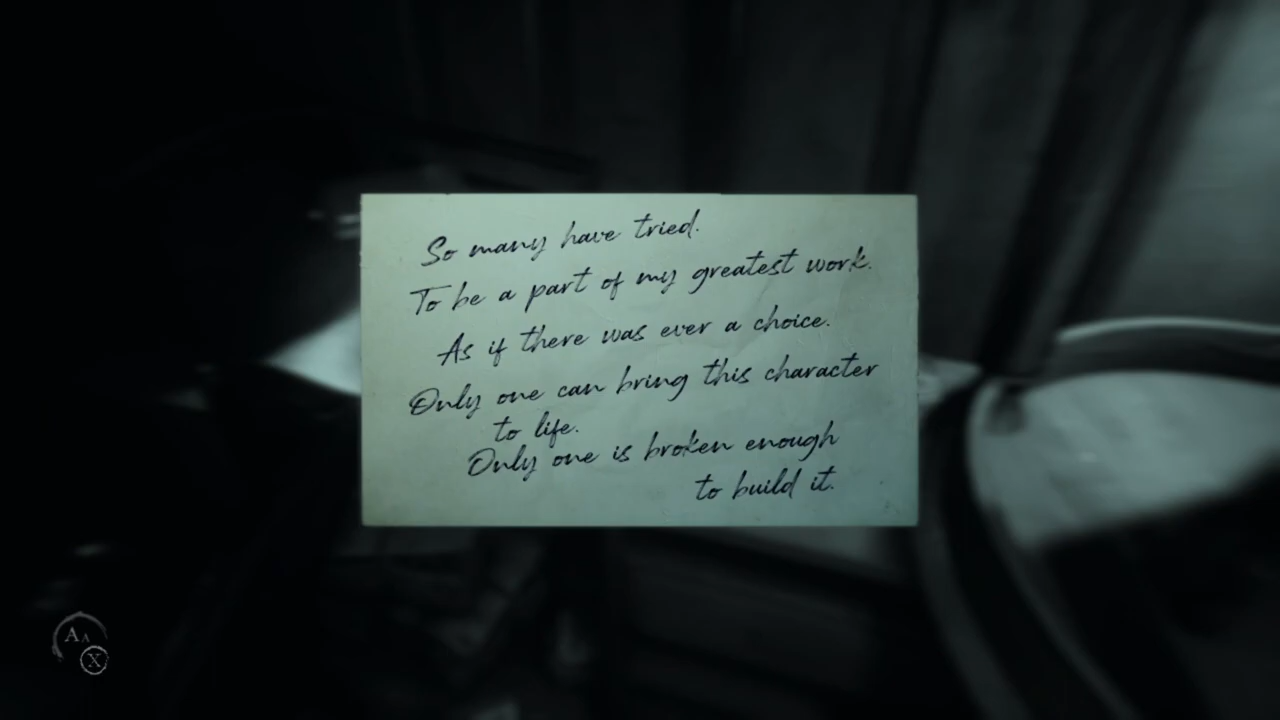 So many have tried.
To be a part of my greatest work.
As if there was ever a choice.
Only one can bring this character
to life.
Only one is broken enough
to build it.
AA
X